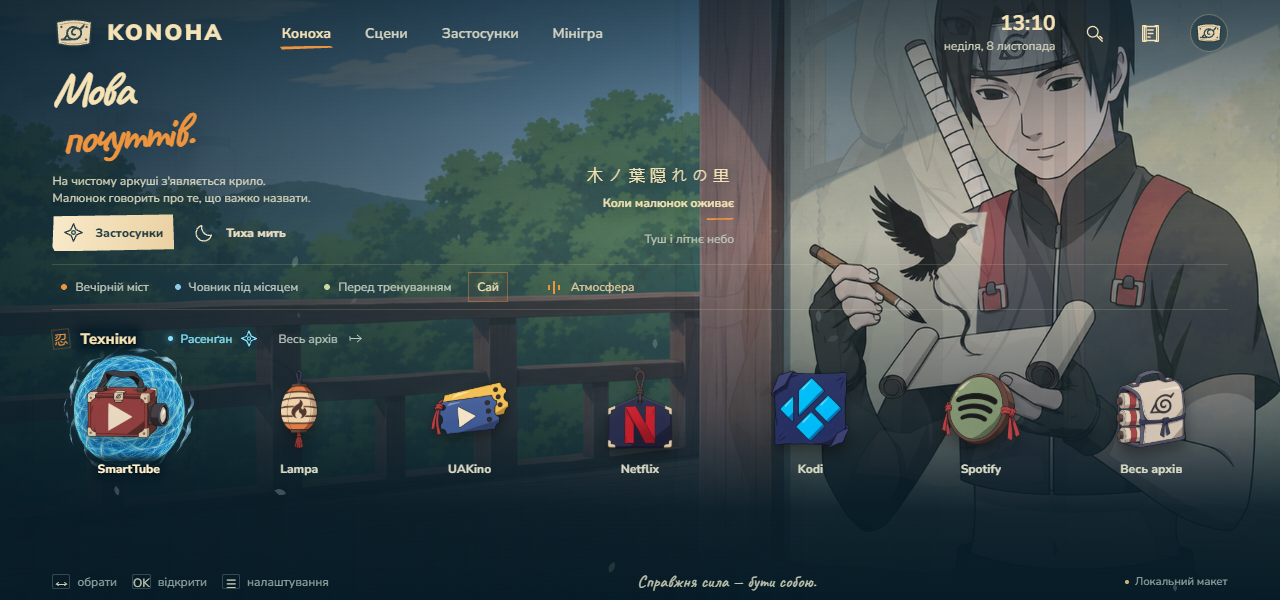 KONOHA
Коноха
Сцени
Застосунки
Мінігра
13:10
неділя, 8 листопада
Мова
почуттів.
На чистому аркуші з'являється крило.
Малюнок говорить про те, що важко назвати.
Застосунки
Тиха мить
木ノ葉隠れの里
Коли малюнок оживає
Туш і літнє небо
Вечірній міст
Човник під місяцем
Перед тренуванням
Сай
Атмосфера
忍 Техніки
Расенґан
Весь архів
SmartTube
Lampa
UAKino
Netflix
Kodi
Spotify
Весь архів
обрати
OK відкрити
налаштування
Справжня сила — бути собою.
Локальний макет